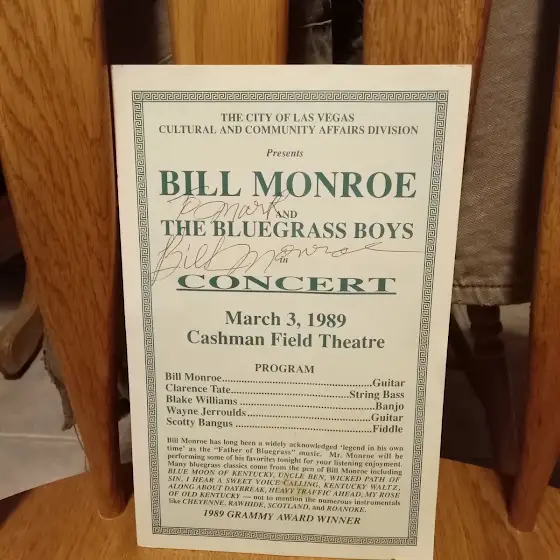 THE CITY OF LAS VEGAS
CULTURAL AND COMMUNITY AFFAIRS DIVISION
Presents
BILL MONROE
To Mark
AND
THE BLUEGRASS BOYS
Bill Monroe
in
CONCERT
March 3, 1989
Cashman Field Theatre
PROGRAM
Bill Monroe..............................................Guitar
Clarence Tate.....................................String Bass
Blake Williams..........................................Banjo
Wayne Jerroulds.......................................Guitar
Scotty Bangus...........................................Fiddle
Bill Monroe has long been a widely acknowledged 'legend in his own
time' as the "Father of Bluegrass" music. Mr. Monroe will be
performing some of his favorites tonight for your listening enjoyment.
Many bluegrass classics come from the pen of Bill Monroe including
BLUE MOON OF KENTUCKY, UNCLE BEN, WICKED PATH OF
SIN, I HEAR A SWEET VOICE CALLING, KENTUCKY WALTZ,
ALONG ABOUT DAYBREAK, HEAVY TRAFFIC AHEAD, MY ROSE
OF OLD KENTUCKY — not to mention the numerous instrumentals
like CHEYENNE, RAWHIDE, SCOTLAND, and ROANOKE.
1989 GRAMMY AWARD WINNER